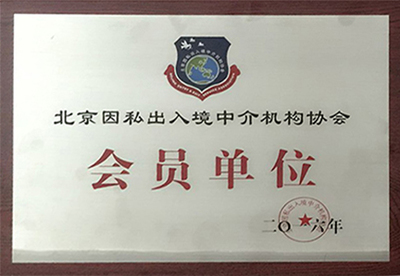 北京因私出入境中介机构协会
会员单位
二〇一六年